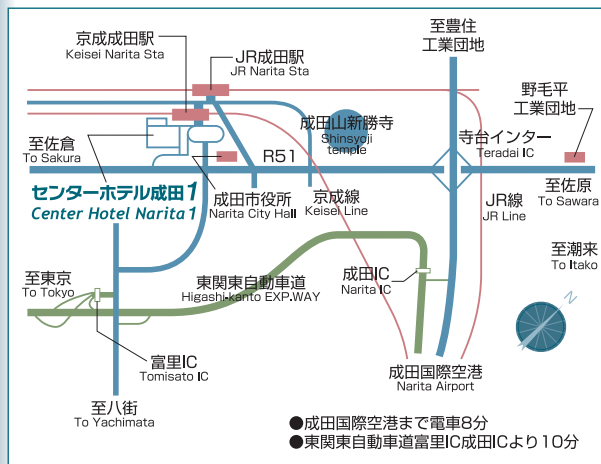 至豊住
工業団地
京成成田駅
Keisei Narita Sta
JR成田駅
JR Narita Sta
野毛平
工業団地
成田山新勝寺
Shinsyoji
temple
寺台インター
Teradai IC
至佐倉
To Sakura
R51
センターホテル成田1
Center Hotel Narita 1
成田市役所
Narita City Hall
京成線
Keisei Line
JR線
JR Line
至佐原
To Sawara
至潮来
To Itako
至東京
To Tokyo
東関東自動車道
Higashi-kanto EXP.WAY
成田IC
Narita IC
N
富里IC
Tomisato IC
成田国際空港
Narita Airport
至八街
To Yachimata
●成田国際空港まで電車8分
●東関東自動車道富里IC成田ICより10分